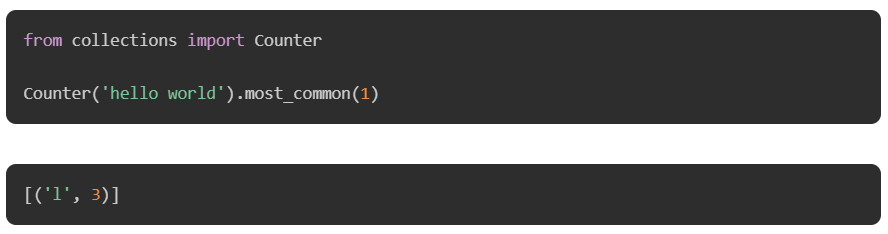 from collections import Counter
Counter('hello world').most_common(1)
[('l', 3)]